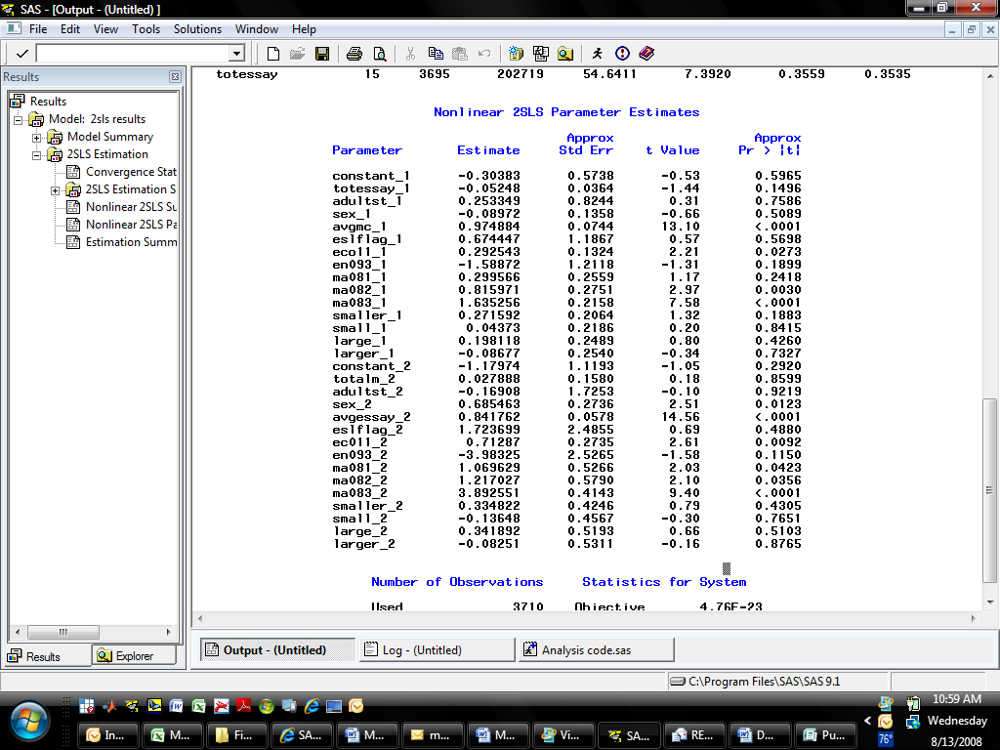 SAS - [Output - (Untitled) ]
File Edit View Tools Solutions Window Help
Results
Results
Model: 2sls results
Model Summary
2SLS Estimation
Convergence Stat
2SLS Estimation S
Nonlinear 2SLS Su
Nonlinear 2SLS Pa
Estimation Summ
Results Explorer
totessay 15 3695 202719 54.6411 7.3920 0.3559 0.3535
Nonlinear 2SLS Parameter Estimates
Approx Approx
Parameter Estimate Std Err t Value Pr > |t|
constant_1 -0.30383 0.5738 -0.53 0.5965
totessay_1 -0.05248 0.0364 -1.44 0.1496
adultst_1 0.253349 0.8244 0.31 0.7586
sex_1 -0.08972 0.1358 -0.66 0.5089
avgmc_1 0.974884 0.0744 13.10 <.0001
eslflag_1 0.674447 1.1867 0.57 0.5698
ec011_1 0.292543 0.1324 2.21 0.0273
en093_1 -1.58872 1.2118 -1.31 0.1899
ma081_1 0.299566 0.2559 1.17 0.2418
ma082_1 0.815971 0.2751 2.97 0.0030
ma083_1 1.635256 0.2158 7.58 <.0001
smaller_1 0.271592 0.2064 1.32 0.1883
small_1 0.04373 0.2186 0.20 0.8415
large_1 0.198118 0.2489 0.80 0.4260
larger_1 -0.08677 0.2540 -0.34 0.7327
constant_2 -1.17974 1.1193 -1.05 0.2920
totalm_2 0.027888 0.1580 0.18 0.8599
adultst_2 -0.16908 1.7253 -0.10 0.9219
sex_2 0.685463 0.2736 2.51 0.0123
avgessay_2 0.841762 0.0578 14.56 <.0001
eslflag_2 1.723699 2.4855 0.69 0.4880
ec011_2 0.71287 0.2735 2.61 0.0092
en093_2 -3.98325 2.5265 -1.58 0.1150
ma081_2 1.069629 0.5266 2.03 0.0423
ma082_2 1.217027 0.5790 2.10 0.0356
ma083_2 3.892551 0.4143 9.40 <.0001
smaller_2 0.334822 0.4246 0.79 0.4305
small_2 -0.13648 0.4567 -0.30 0.7651
large_2 0.341892 0.5193 0.66 0.5103
larger_2 -0.08251 0.5311 -0.16 0.8765
Number of Observations Statistics for System
Used 3710 Objective 4.76E-23
Output - (Untitled) Log - (Untitled) Analysis code.sas
C:\Program Files\SAS\SAS 9.1
10:59 AM
Wednesday
76°
8/13/2008
In... M... Fi... SA... M... m... M... Vi... SA... RE... D... Pu...